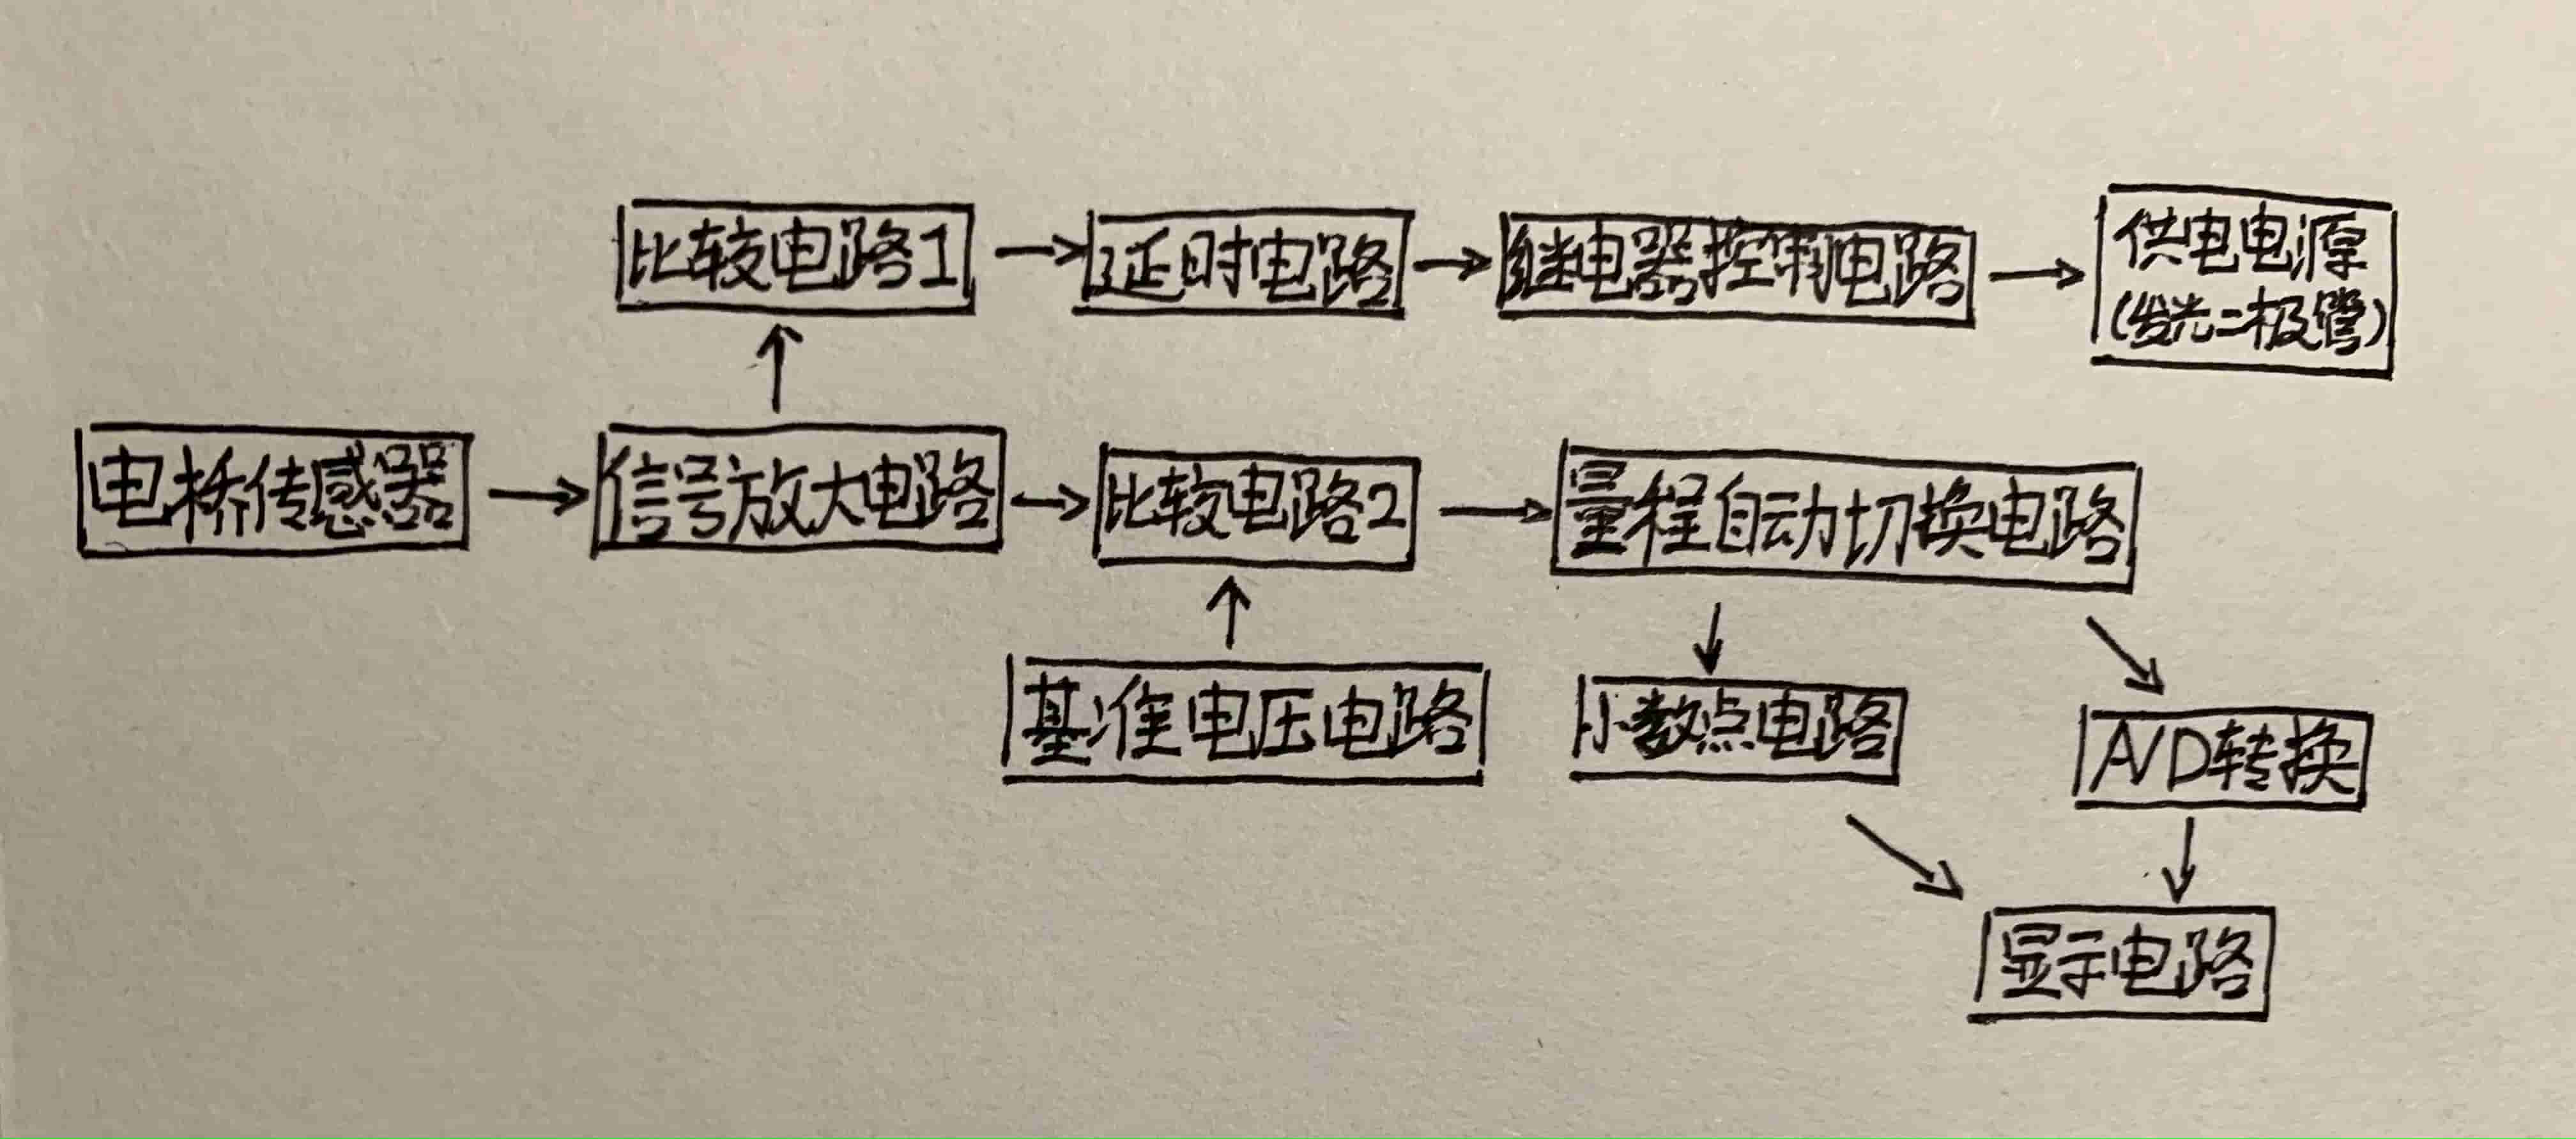 比较电路1
延时电路
继电器控制电路
供电电源
(发光二极管)
电桥传感器
信号放大电路
比较电路2
量程自动切换电路
基准电压电路
小数点电路
A/D转换
显示电路